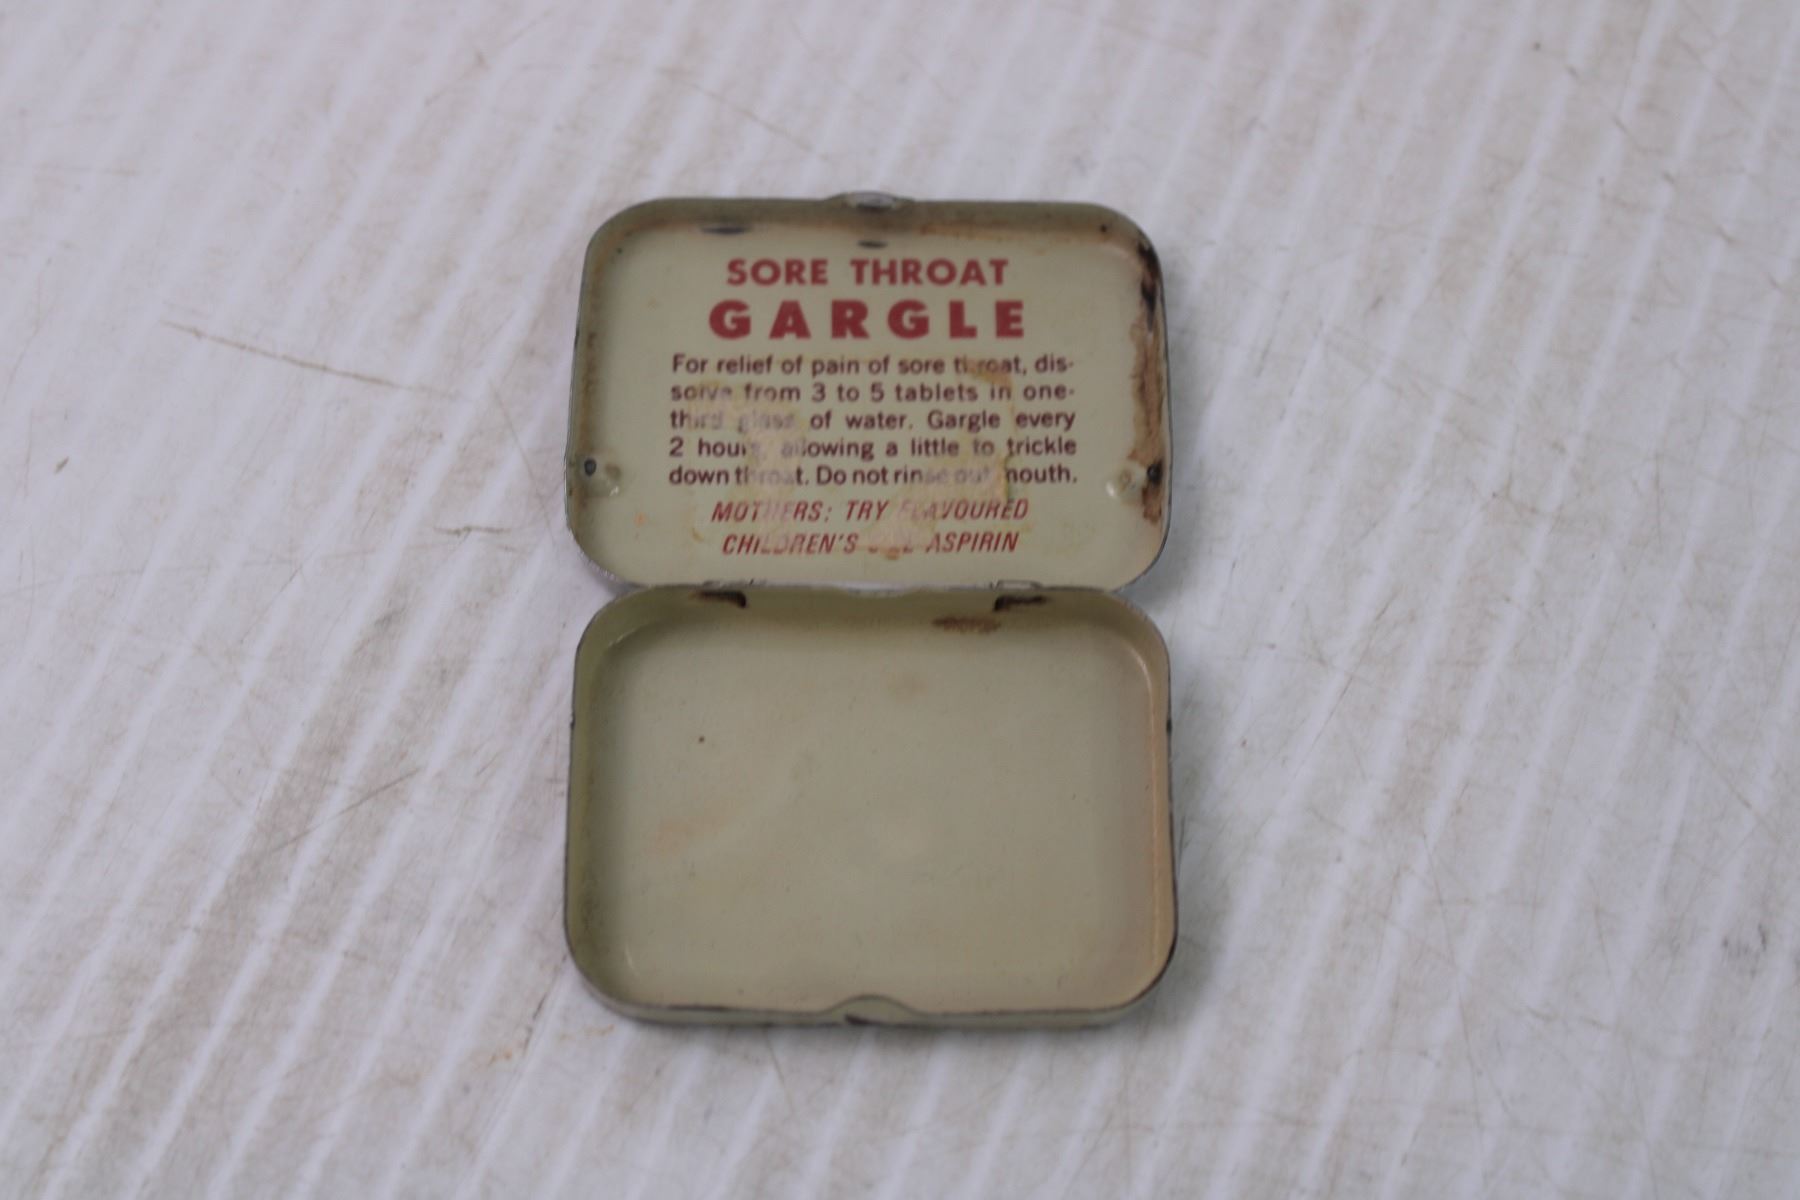 SORE THROAT
GARGLE
For relief of pain of sore throat, dis-
solve from 3 to 5 tablets in one-
third glass of water. Gargle every
2 hours, allowing a little to trickle
down throat. Do not rinse out mouth.
MOTHERS: TRY FLAVOURED
CHILDREN'S ASPIRIN